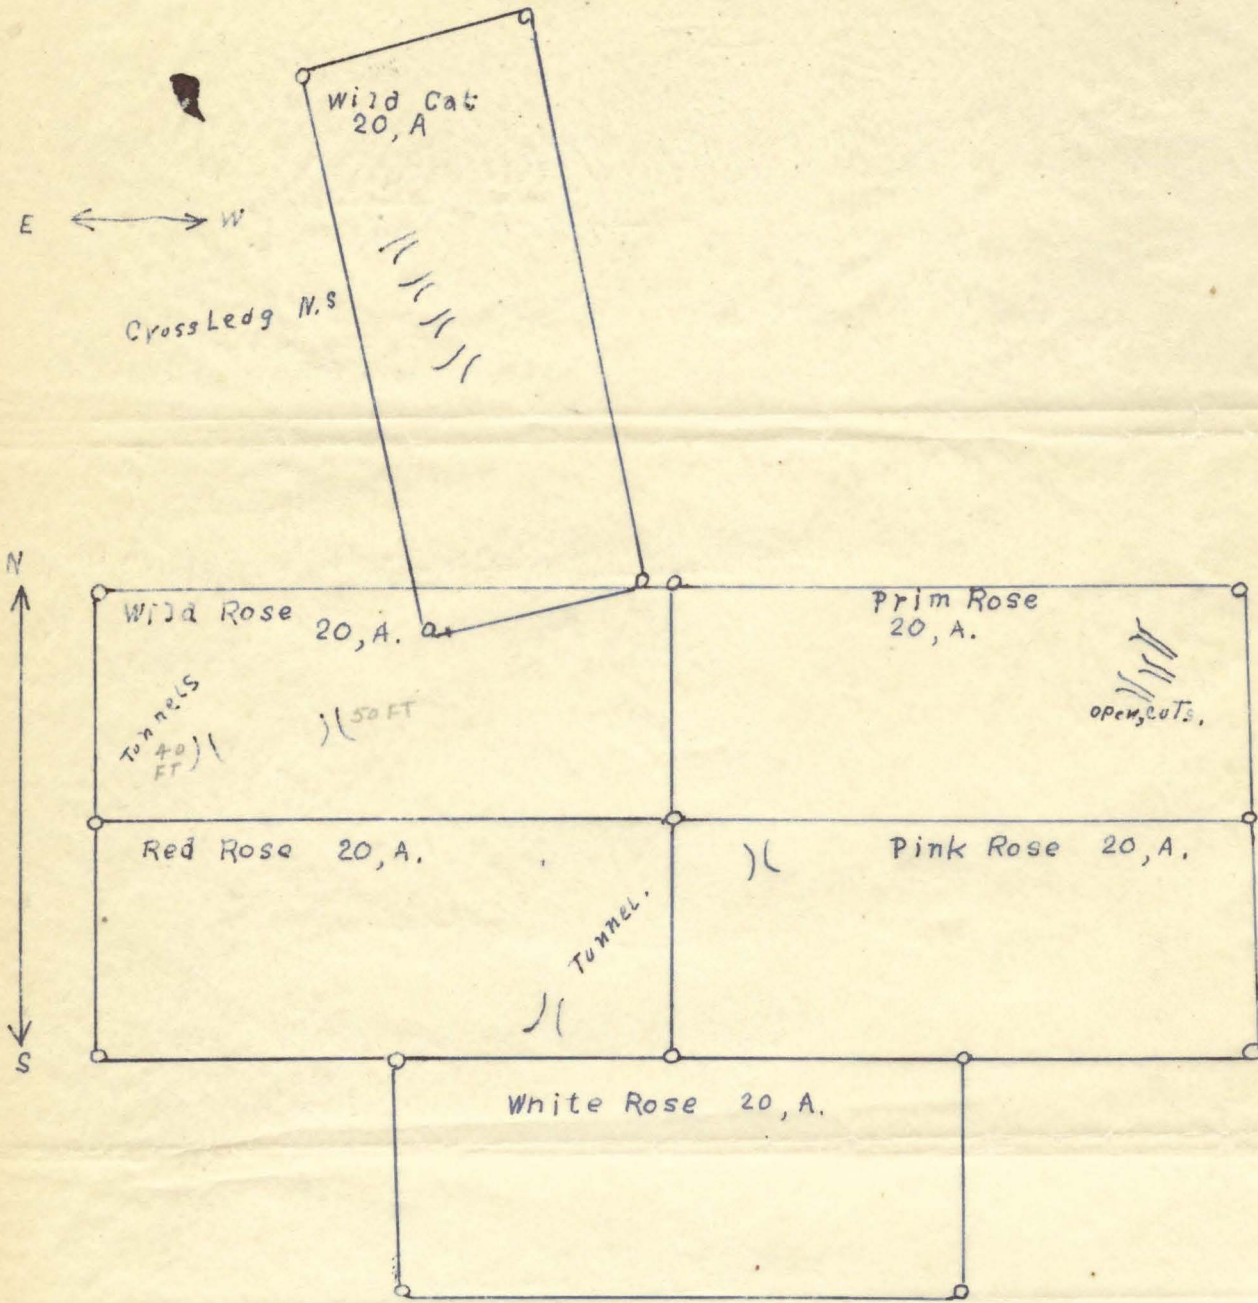 Wild Cat
20, A
E W
Cross Ledg N.S
N
Wild Rose
20, A.
Prim Rose
20, A.
Tunnels
40
FT
50 FT
open, cuTs.
Red Rose 20, A.
Pink Rose 20, A.
Tunnel.
S
White Rose 20, A.